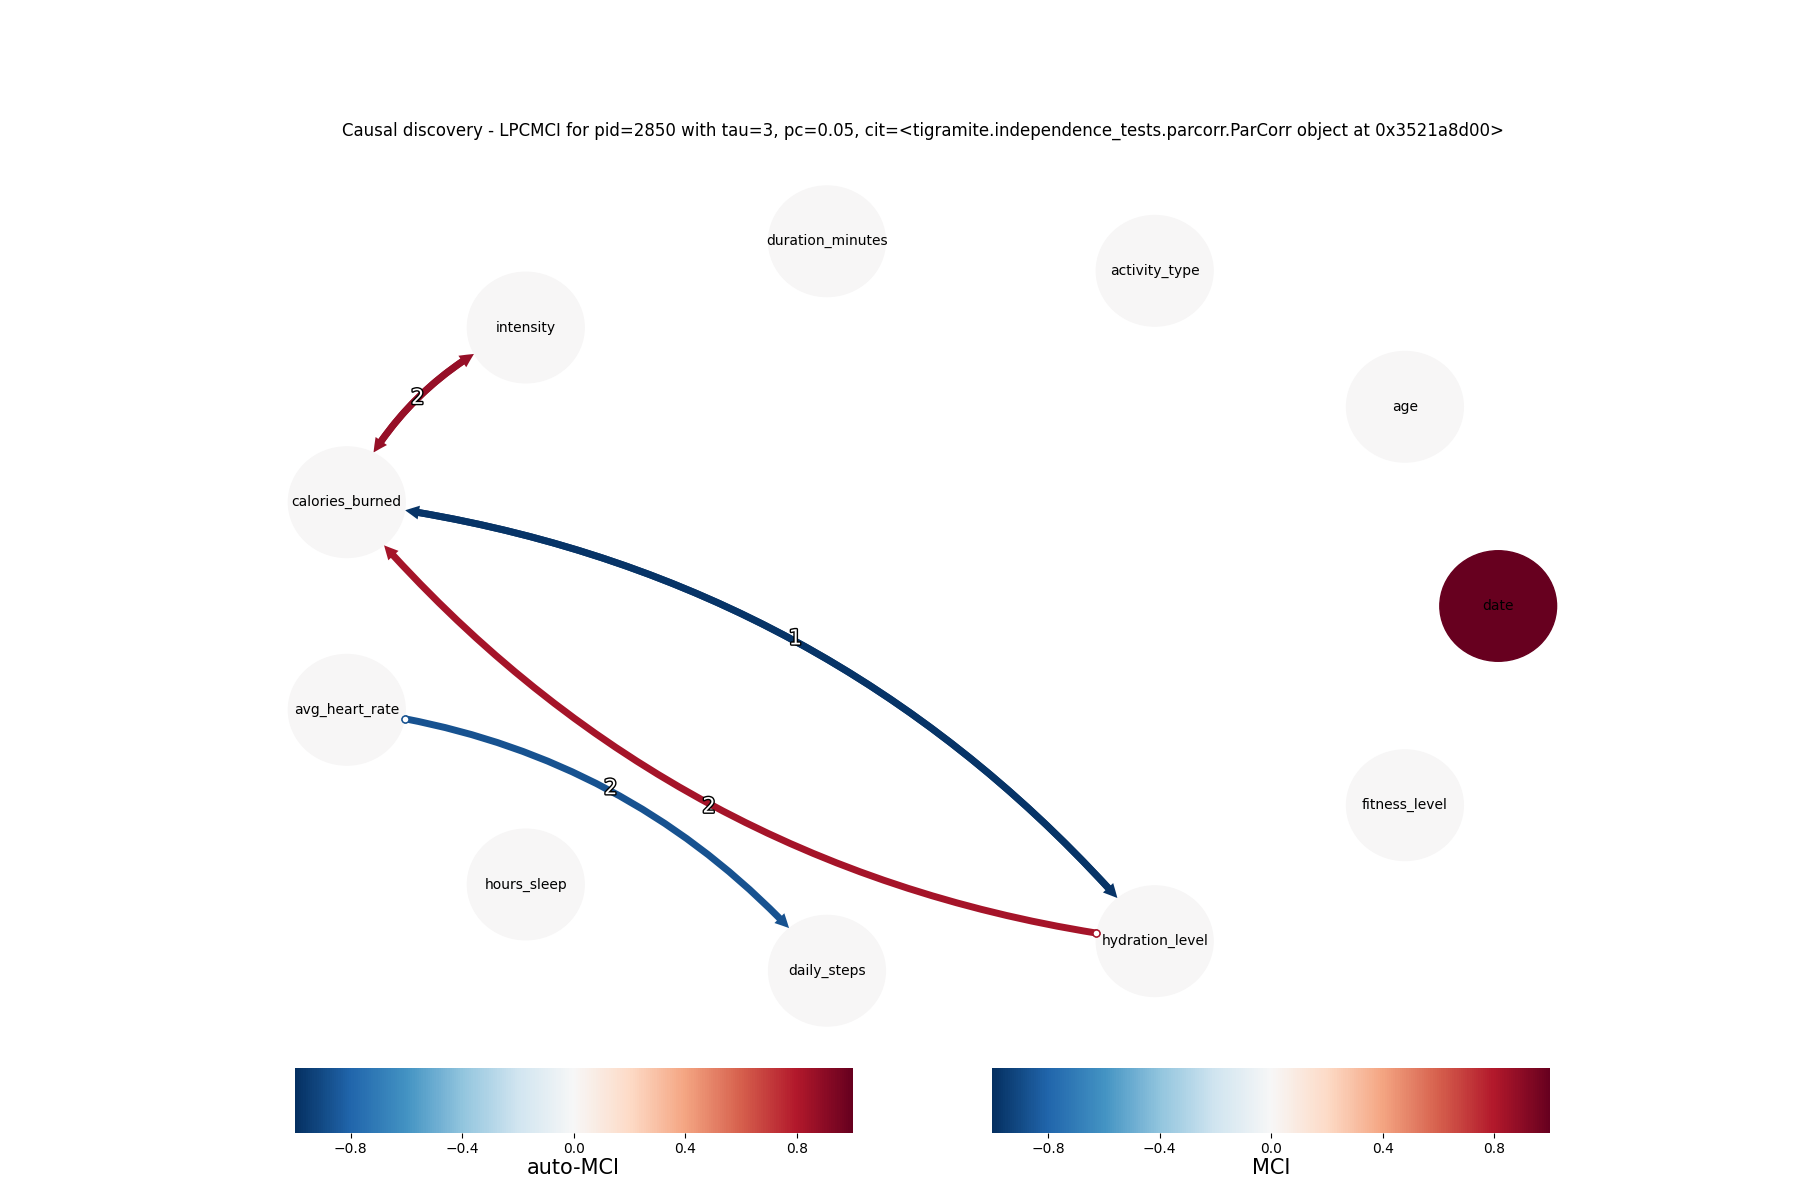 Causal discovery - LPCMCI for pid=2850 with tau=3, pc=0.05, cit=<tigramite.independence_tests.parcorr.ParCorr object at 0x3521a8d00>
duration_minutes
activity_type
intensity
2
age
calories_burned
date
1
avg_heart_rate
2
2
fitness_level
hours_sleep
hydration_level
daily_steps
−0.8 −0.4 0.0 0.4 0.8
auto-MCI
−0.8 −0.4 0.0 0.4 0.8
MCI